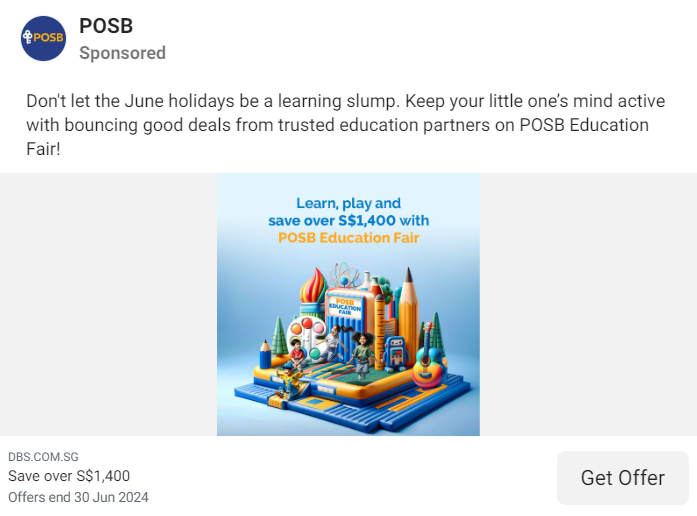 POSB
POSB
Sponsored
Don't let the June holidays be a learning slump. Keep your little one’s mind active
with bouncing good deals from trusted education partners on POSB Education
Fair!
Learn, play and
save over S$1,400 with
POSB Education Fair
POSB
EDUCATION
FAIR
DBS.COM.SG
Save over S$1,400
Offers end 30 Jun 2024
Get Offer